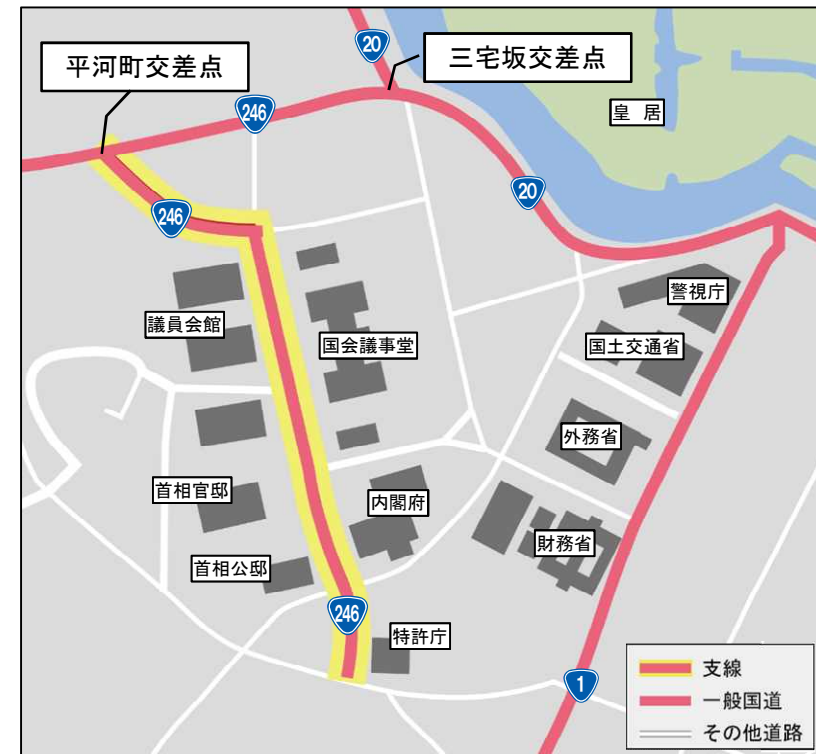 20
平河町交差点
三宅坂交差点
246
皇 居
20
246
警視庁
議員会館
国会議事堂
国土交通省
外務省
首相官邸
内閣府
財務省
首相公邸
246
特許庁
1
支線
一般国道
その他道路